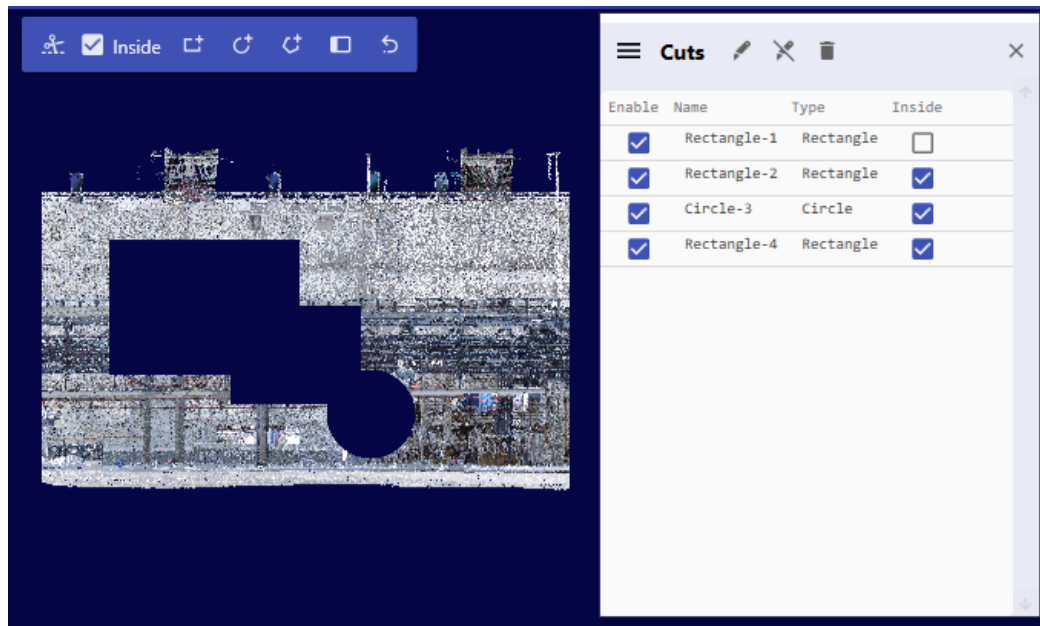 Inside
Cuts
Enable Name Type Inside
Rectangle-1 Rectangle
Rectangle-2 Rectangle
Circle-3 Circle
Rectangle-4 Rectangle